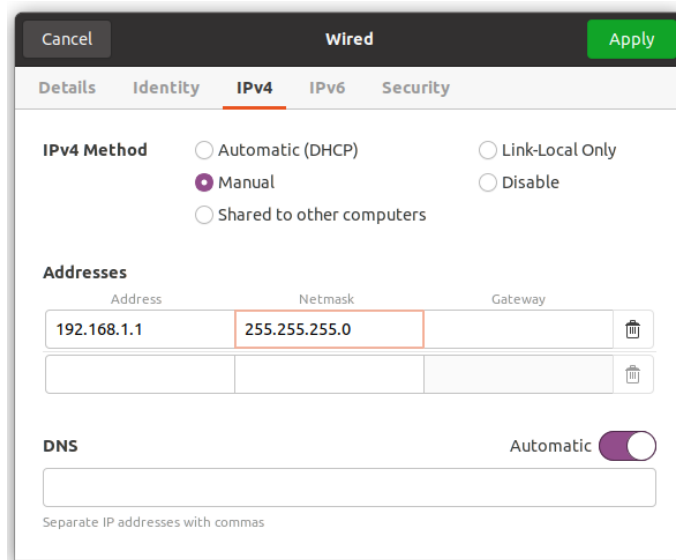 Cancel Wired Apply
Details Identity IPv4 IPv6 Security
IPv4 Method Automatic (DHCP) Link-Local Only
Manual Disable
Shared to other computers
Addresses
Address Netmask Gateway
192.168.1.1 255.255.255.0
DNS Automatic
Separate IP addresses with commas